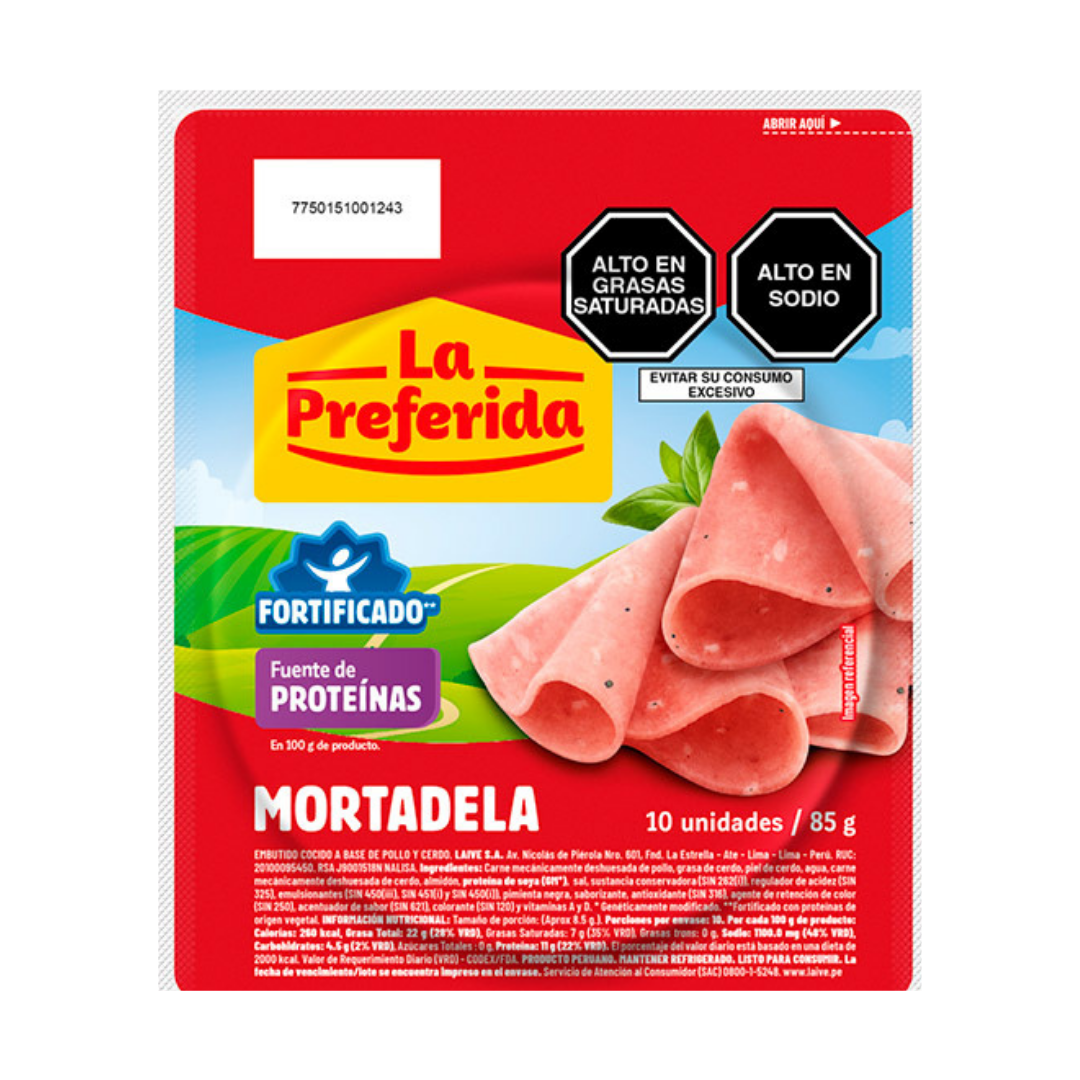 ABRIR AQUÍ ▶
7750151001243
ALTO EN
GRASAS
SATURADAS
ALTO EN
SODIO
EVITAR SU CONSUMO
EXCESIVO
La
Preferida
FORTIFICADO**
Fuente de
PROTEÍNAS
En 100 g de producto.
Imagen referencial
MORTADELA
10 unidades / 85 g
EMBUTIDO COCIDO A BASE DE POLLO Y CERDO. LAIVE S.A. Av. Nicolás de Piérola Nro. 601, Fnd. La Estrella - Ate - Lima - Lima - Perú. RUC:
20100095450. RSA J9001518N NALISA. Ingredientes: Carne mecánicamente deshuesada de pollo, grasa de cerdo, piel de cerdo, agua, carne
mecánicamente deshuesada de cerdo, almidón, proteína de soya (GM*), sal, sustancia conservadora (SIN 262(i)), regulador de acidez (SIN
325), emulsionantes (SIN 450(iii), SIN 451(i) y SIN 450(i)), pimienta negra, saborizante, antioxidante (SIN 316), agente de retención de color
(SIN 250), acentuador de sabor (SIN 621), colorante (SIN 120) y vitaminas A y D. * Genéticamente modificado. **Fortificado con proteínas de
origen vegetal. INFORMACIÓN NUTRICIONAL: Tamaño de porción: (Aprox 8.5 g.). Porciones por envase: 10. Por cada 100 g de producto:
Calorías: 260 kcal, Grasa Total: 22 g (28% VRD), Grasas Saturadas: 7 g (35% VRD), Grasas trans: 0 g, Sodio: 1100.0 mg (48% VRD),
Carbohidratos: 4.5 g (2% VRD), Azúcares Totales : 0 g, Proteína: 11 g (22% VRD). El porcentaje del valor diario está basado en una dieta de
2000 kcal. Valor de Requerimiento Diario (VRD) - CODEX/FDA. PRODUCTO PERUANO. MANTENER REFRIGERADO. LISTO PARA CONSUMIR. La
fecha de vencimiento/lote se encuentra impreso en el envase. Servicio de Atención al Consumidor (SAC) 0800-1-5248. www.laive.pe